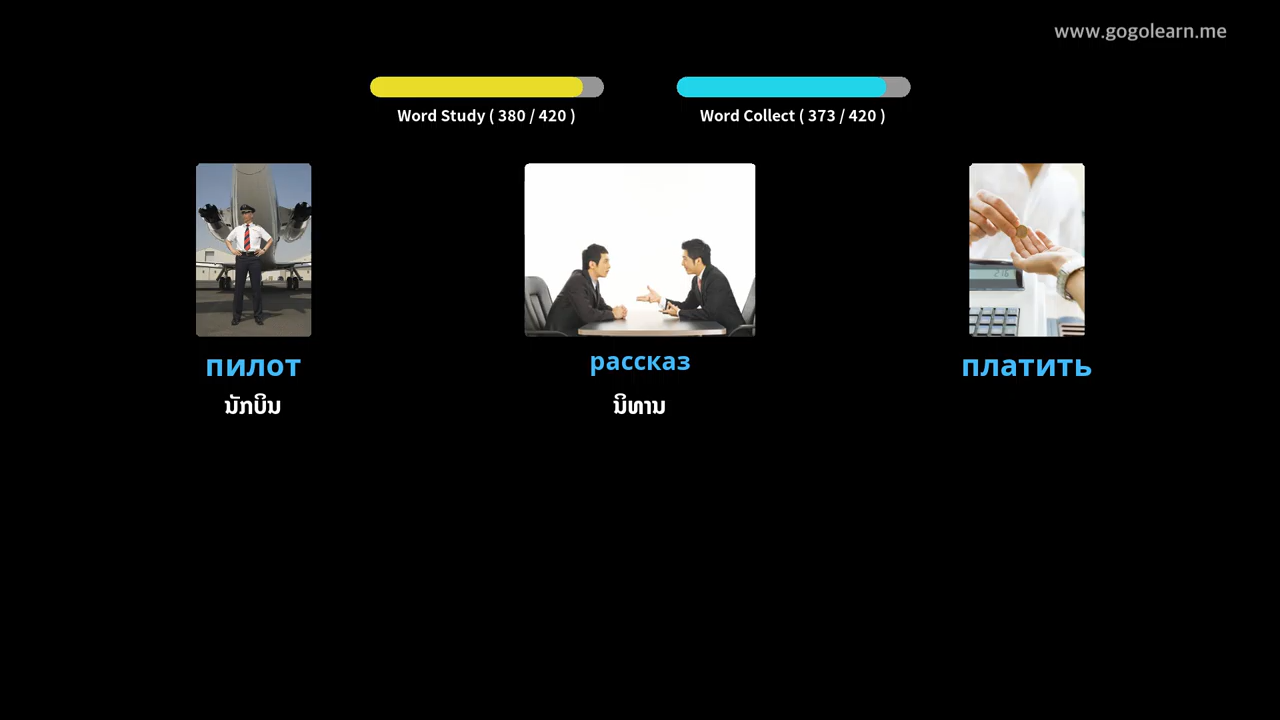 www.gogolearn.me
Word Study ( 380 / 420 )
Word Collect ( 373 / 420 )
пилот
рассказ
платить
ນັກບິນ
ນິທານ